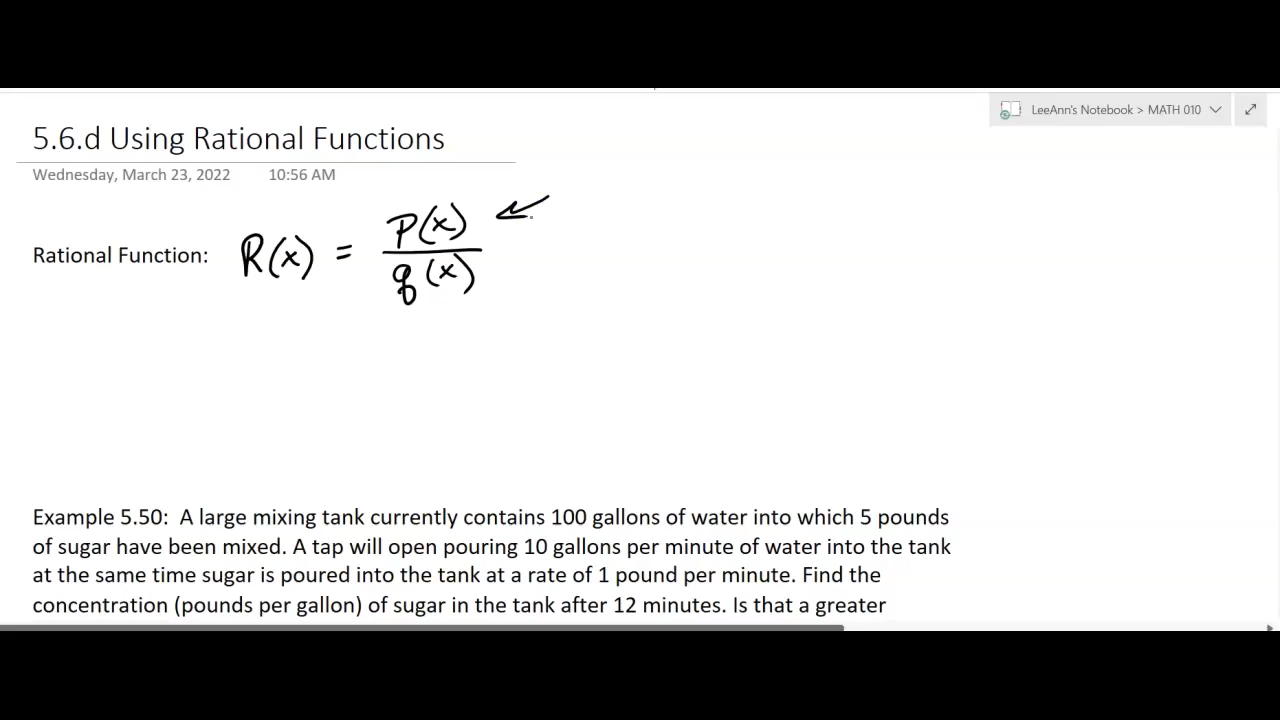 LeeAnn's Notebook > MATH 010
5.6.d Using Rational Functions
Wednesday, March 23, 2022 10:56 AM
Rational Function: R(x) = p(x) / q(x)
Example 5.50: A large mixing tank currently contains 100 gallons of water into which 5 pounds
of sugar have been mixed. A tap will open pouring 10 gallons per minute of water into the tank
at the same time sugar is poured into the tank at a rate of 1 pound per minute. Find the
concentration (pounds per gallon) of sugar in the tank after 12 minutes. Is that a greater